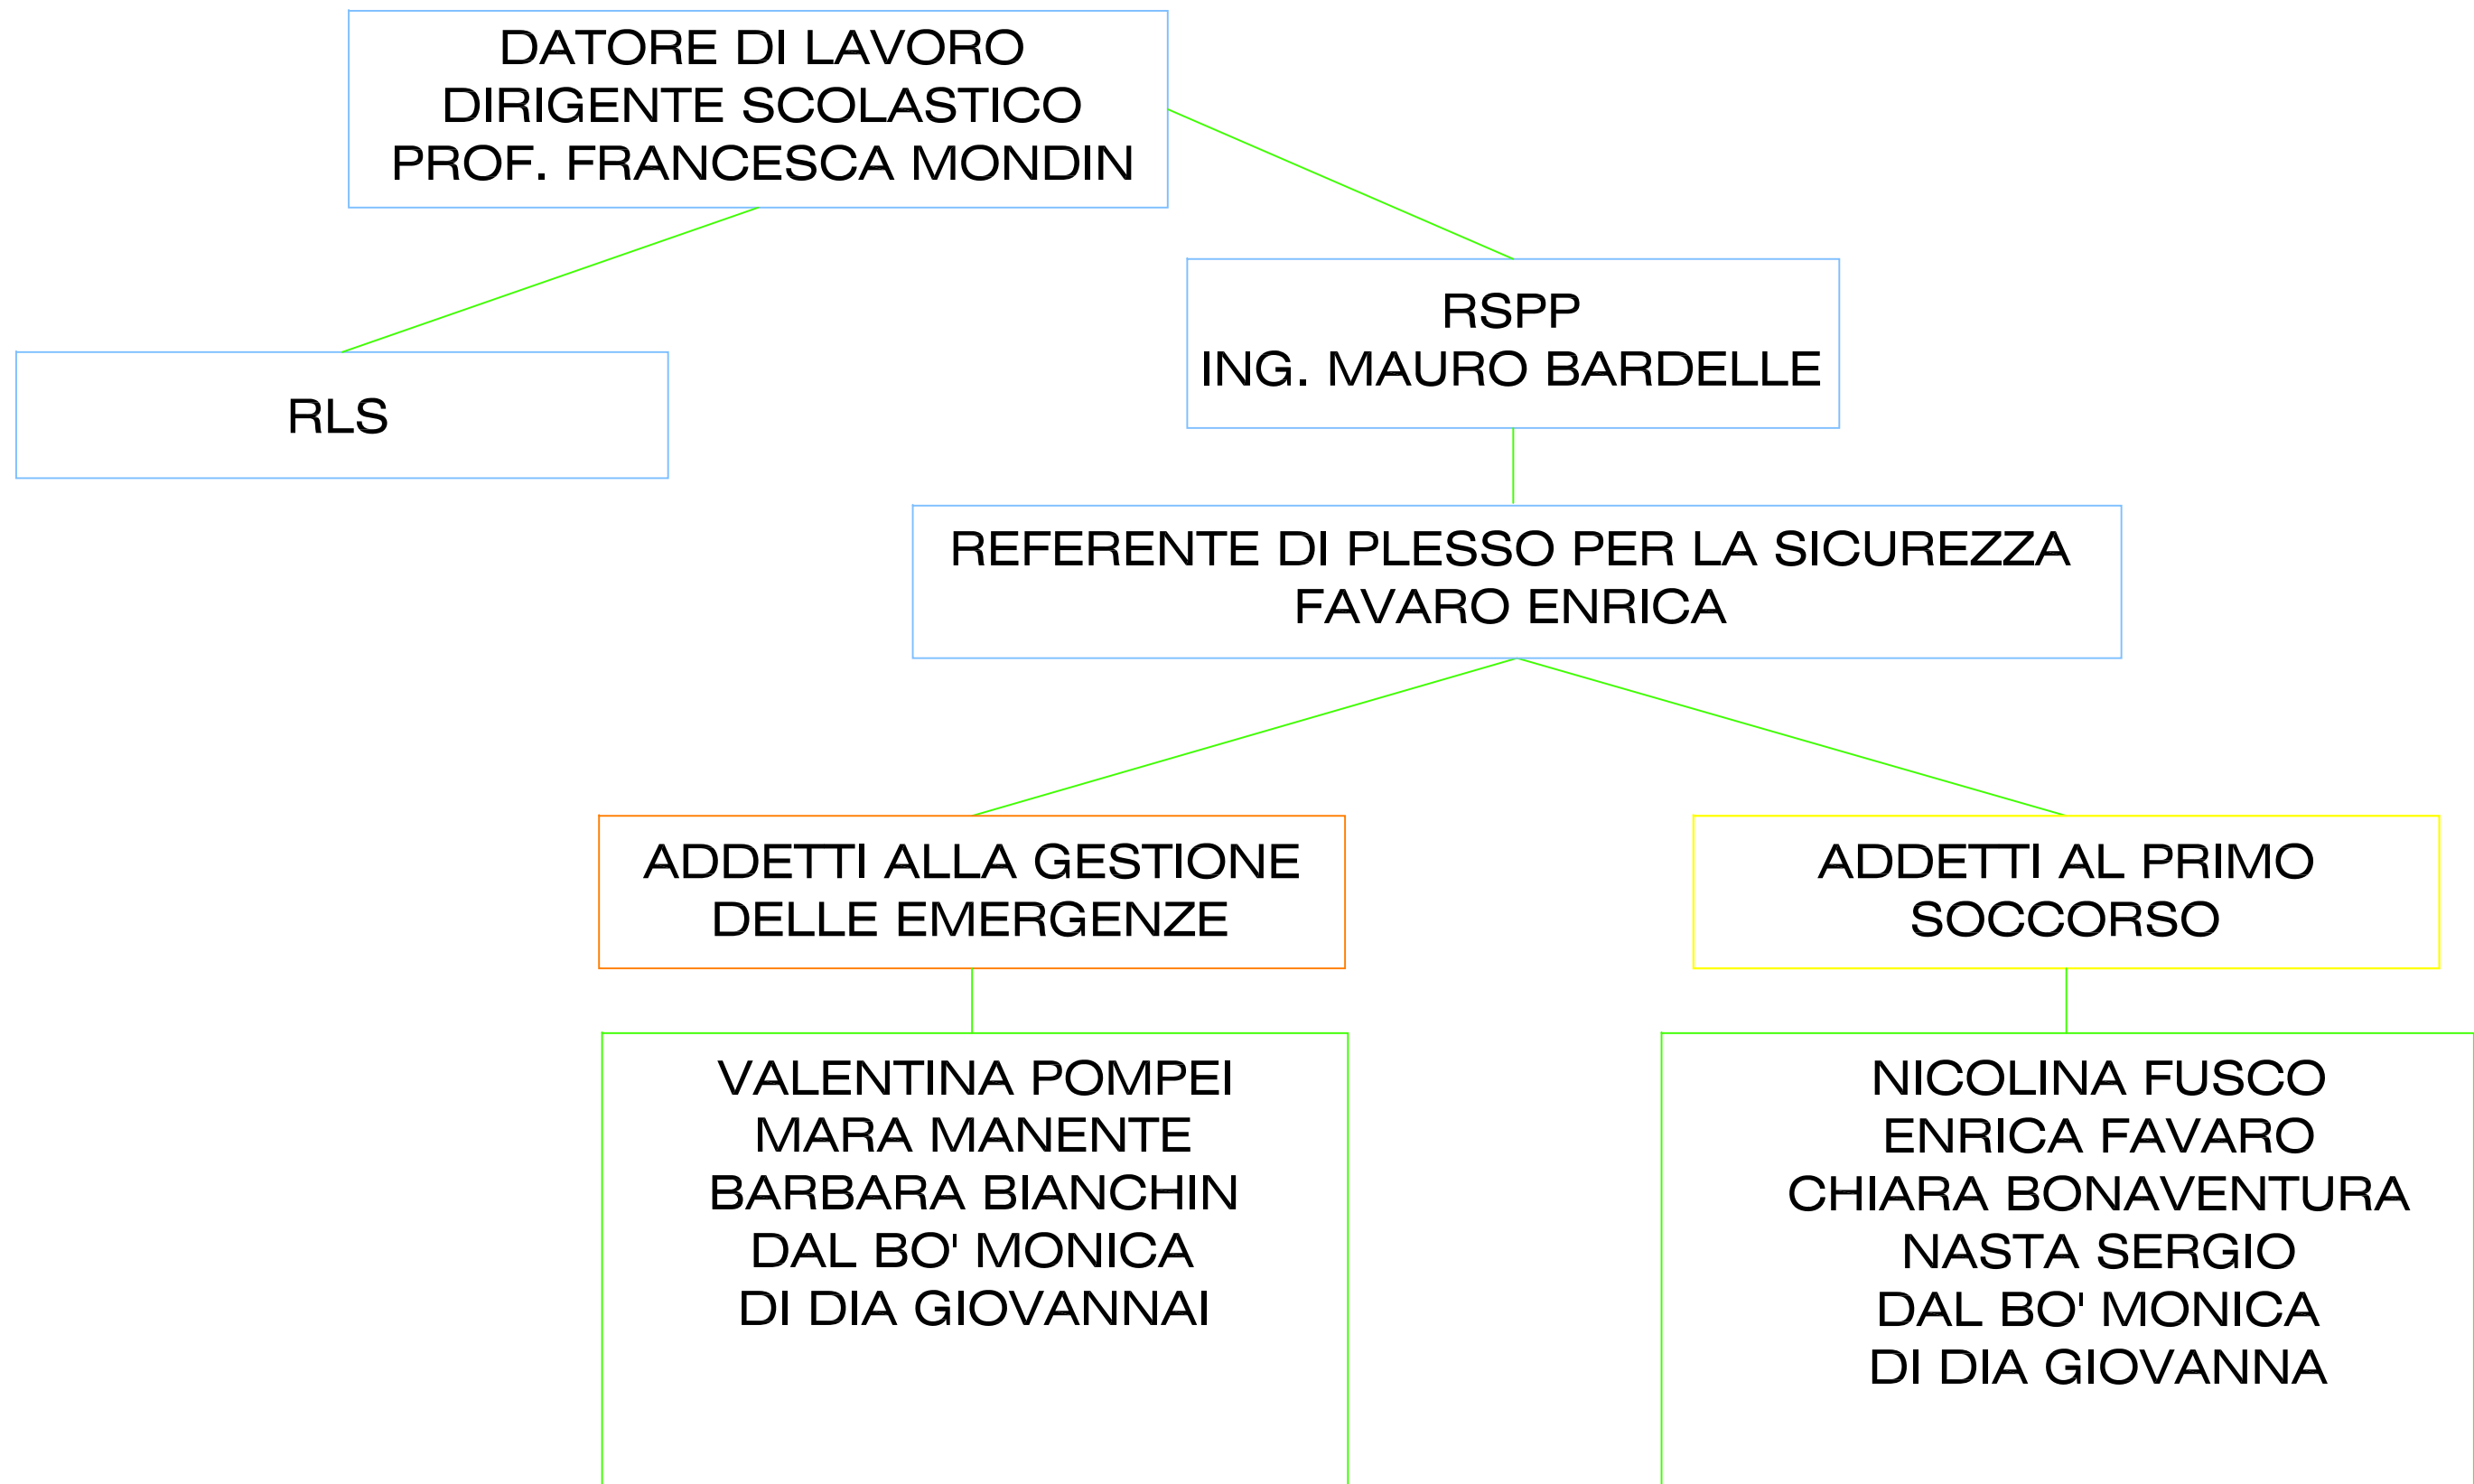 DATORE DI LAVORO
DIRIGENTE SCOLASTICO
PROF. FRANCESCA MONDIN
RSPP
ING. MAURO BARDELLE
RLS
REFERENTE DI PLESSO PER LA SICUREZZA
FAVARO ENRICA
ADDETTI ALLA GESTIONE
DELLE EMERGENZE
VALENTINA POMPEI
MARA MANENTE
BARBARA BIANCHIN
DAL BO' MONICA
DI DIA GIOVANNAI
ADDETTI AL PRIMO
SOCCORSO
NICOLINA FUSCO
ENRICA FAVARO
CHIARA BONAVENTURA
NASTA SERGIO
DAL BO' MONICA
DI DIA GIOVANNA